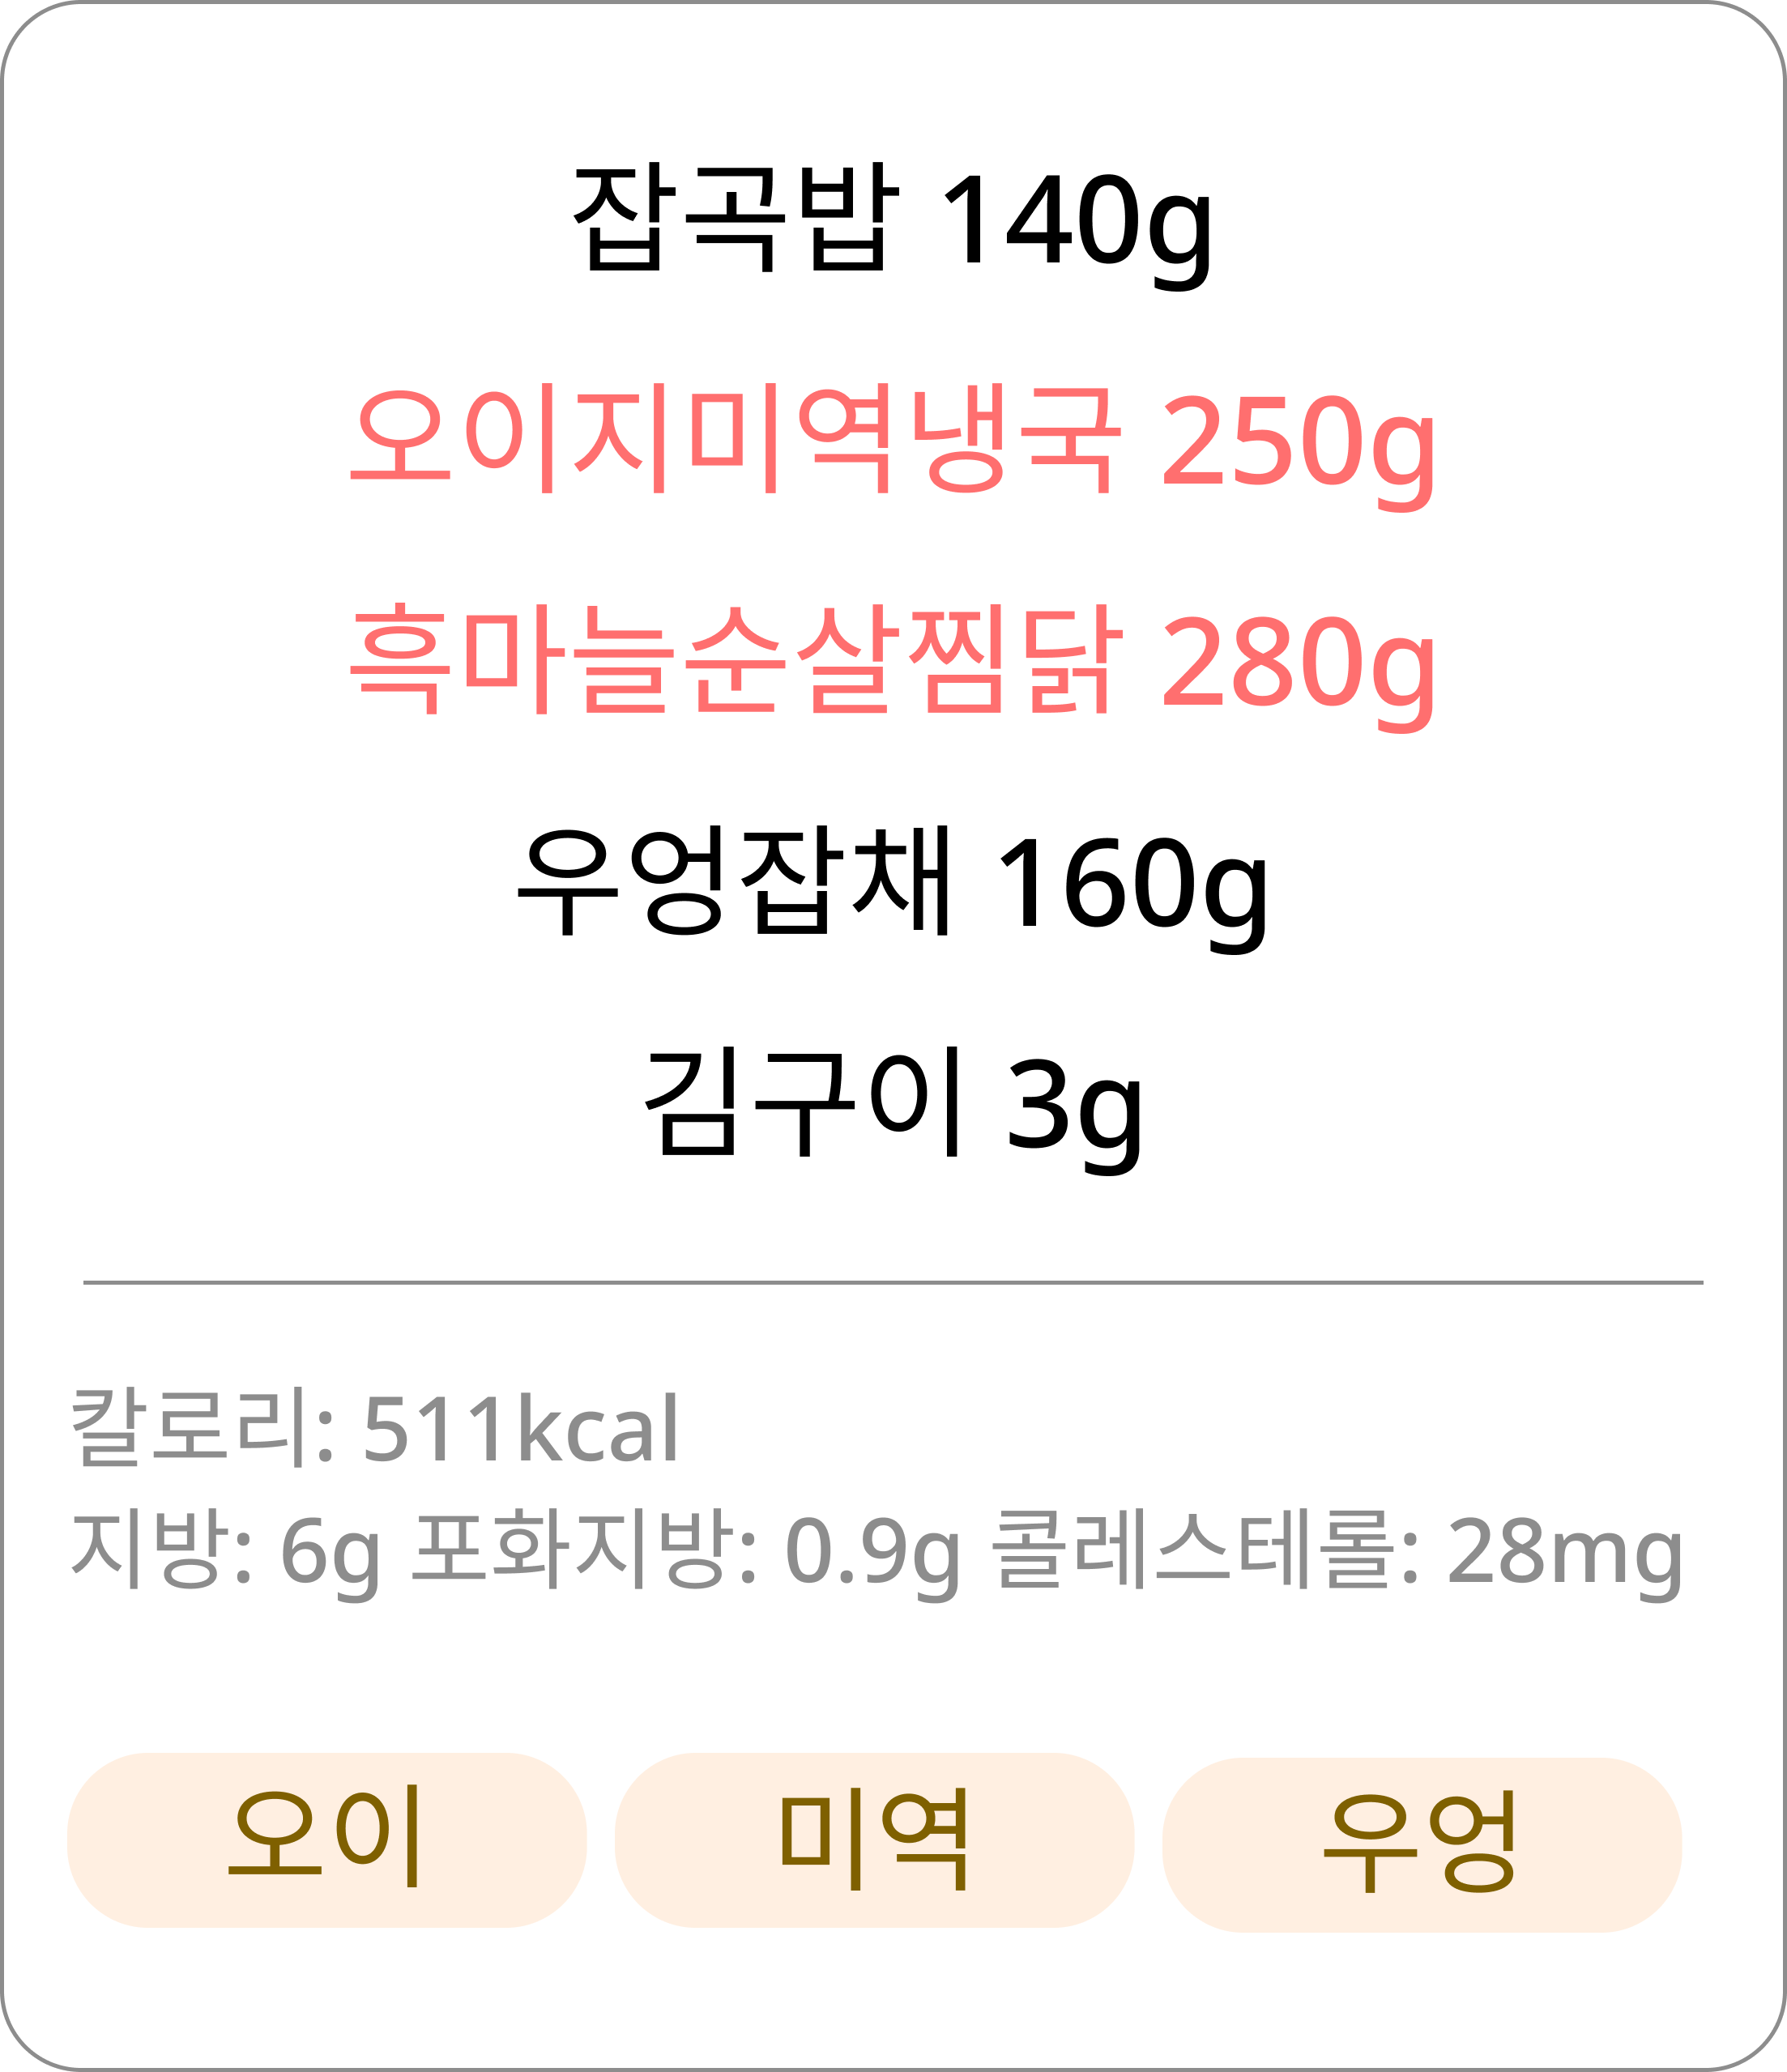 잡곡밥 140g
오이지미역냉국 250g
흑마늘순살찜닭 280g
우엉잡채 160g
김구이 3g
칼로리: 511kcal
지방: 6g 포화지방: 0.9g 콜레스테롤: 28mg
오이
미역
우엉